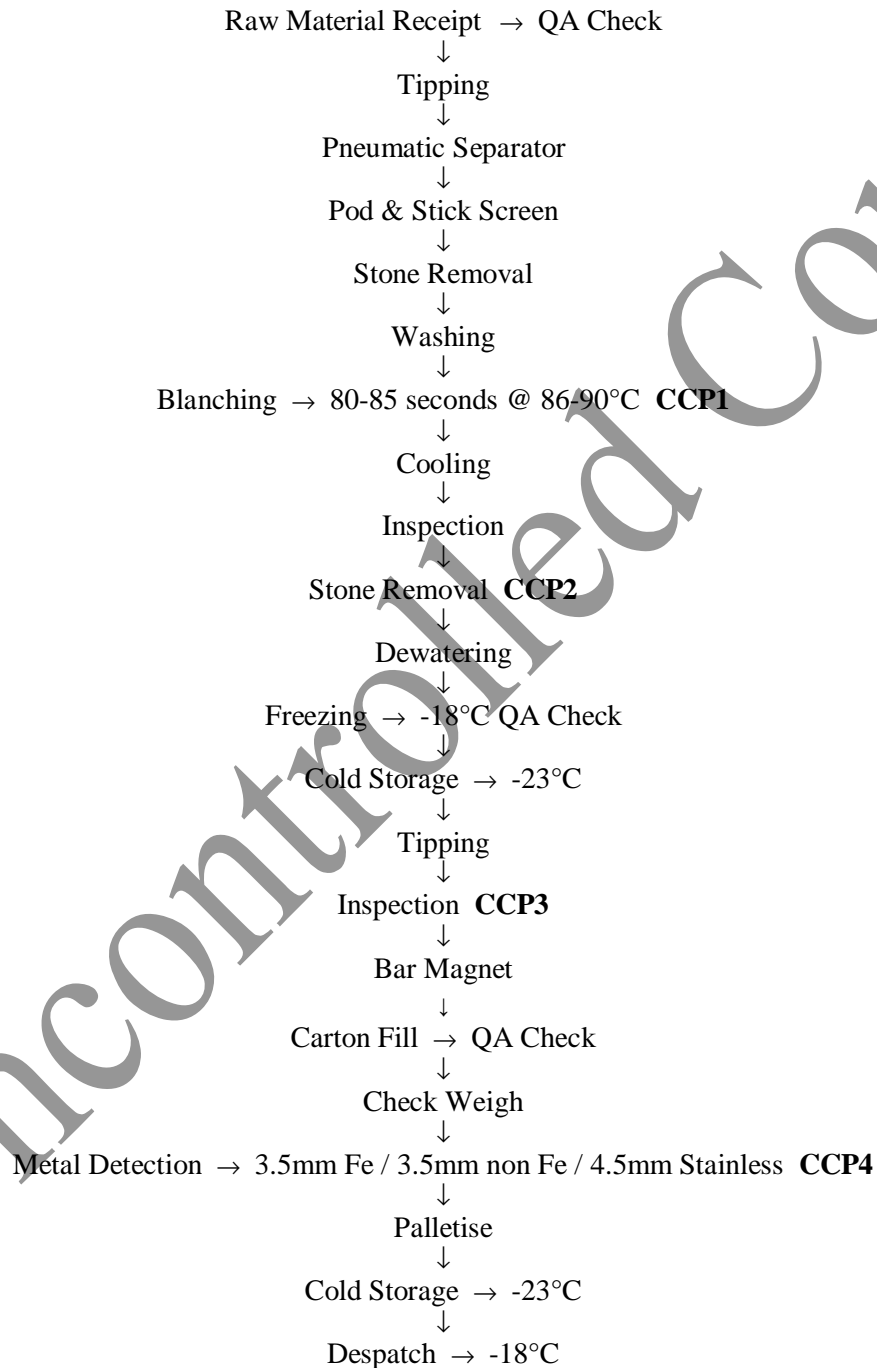 Raw Material Receipt → QA Check
↓
Tipping
↓
Pneumatic Separator
↓
Pod & Stick Screen
↓
Stone Removal
↓
Washing
↓
Blanching → 80-85 seconds @ 86-90°C CCP1
↓
Cooling
↓
Inspection
↓
Stone Removal CCP2
↓
Dewatering
↓
Freezing → -18°C QA Check
↓
Cold Storage → -23°C
↓
Tipping
↓
Inspection CCP3
↓
Bar Magnet
↓
Carton Fill → QA Check
↓
Check Weigh
↓
Metal Detection → 3.5mm Fe / 3.5mm non Fe / 4.5mm Stainless CCP4
↓
Palletise
↓
Cold Storage → -23°C
↓
Despatch → -18°C
ncontrolled Co